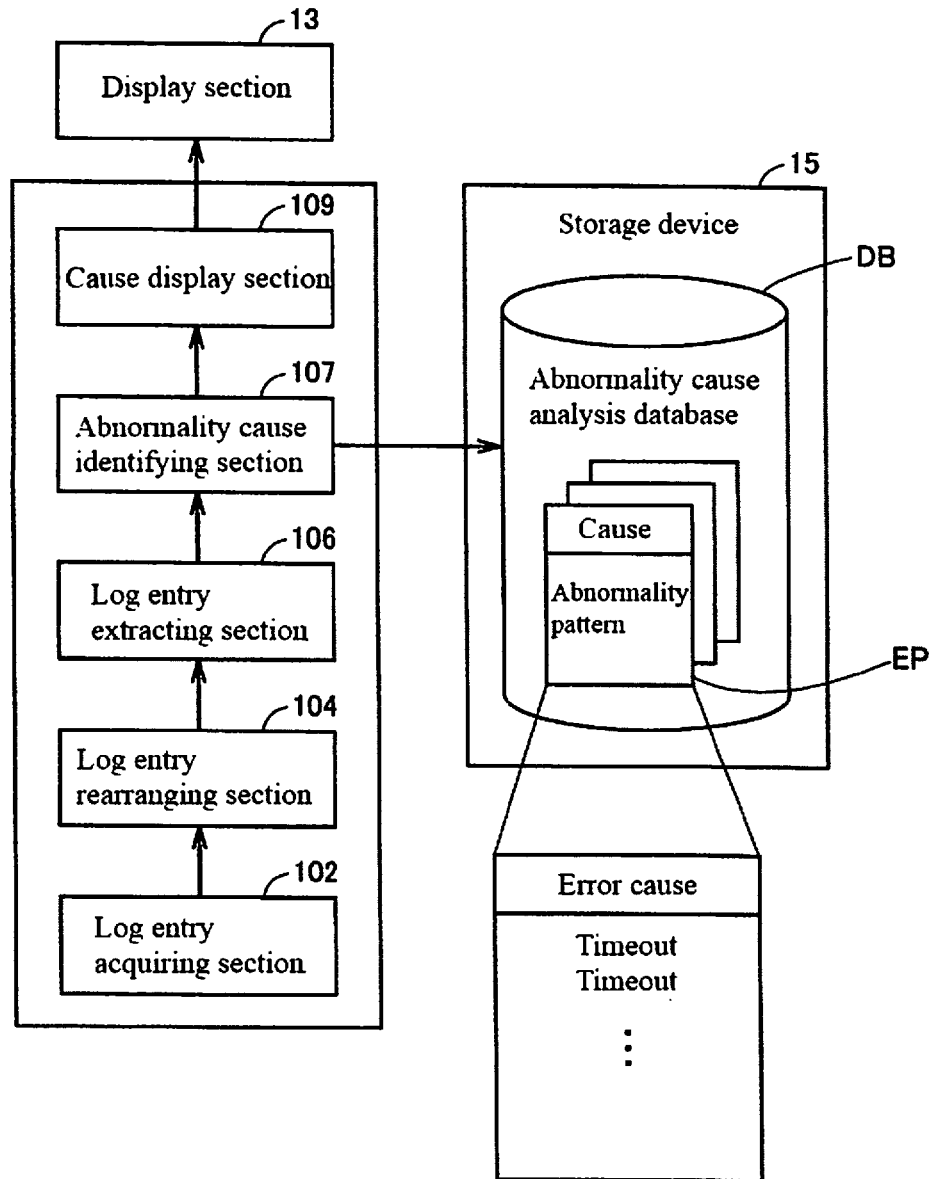 13
Display section
109
Cause display section
107
Abnormality cause
identifying section
106
Log entry
extracting section
104
Log entry
rearranging section
102
Log entry
acquiring section
15
Storage device
DB
Abnormality cause
analysis database
Cause
Abnormality
pattern
EP
Error cause
Timeout
Timeout
⋮